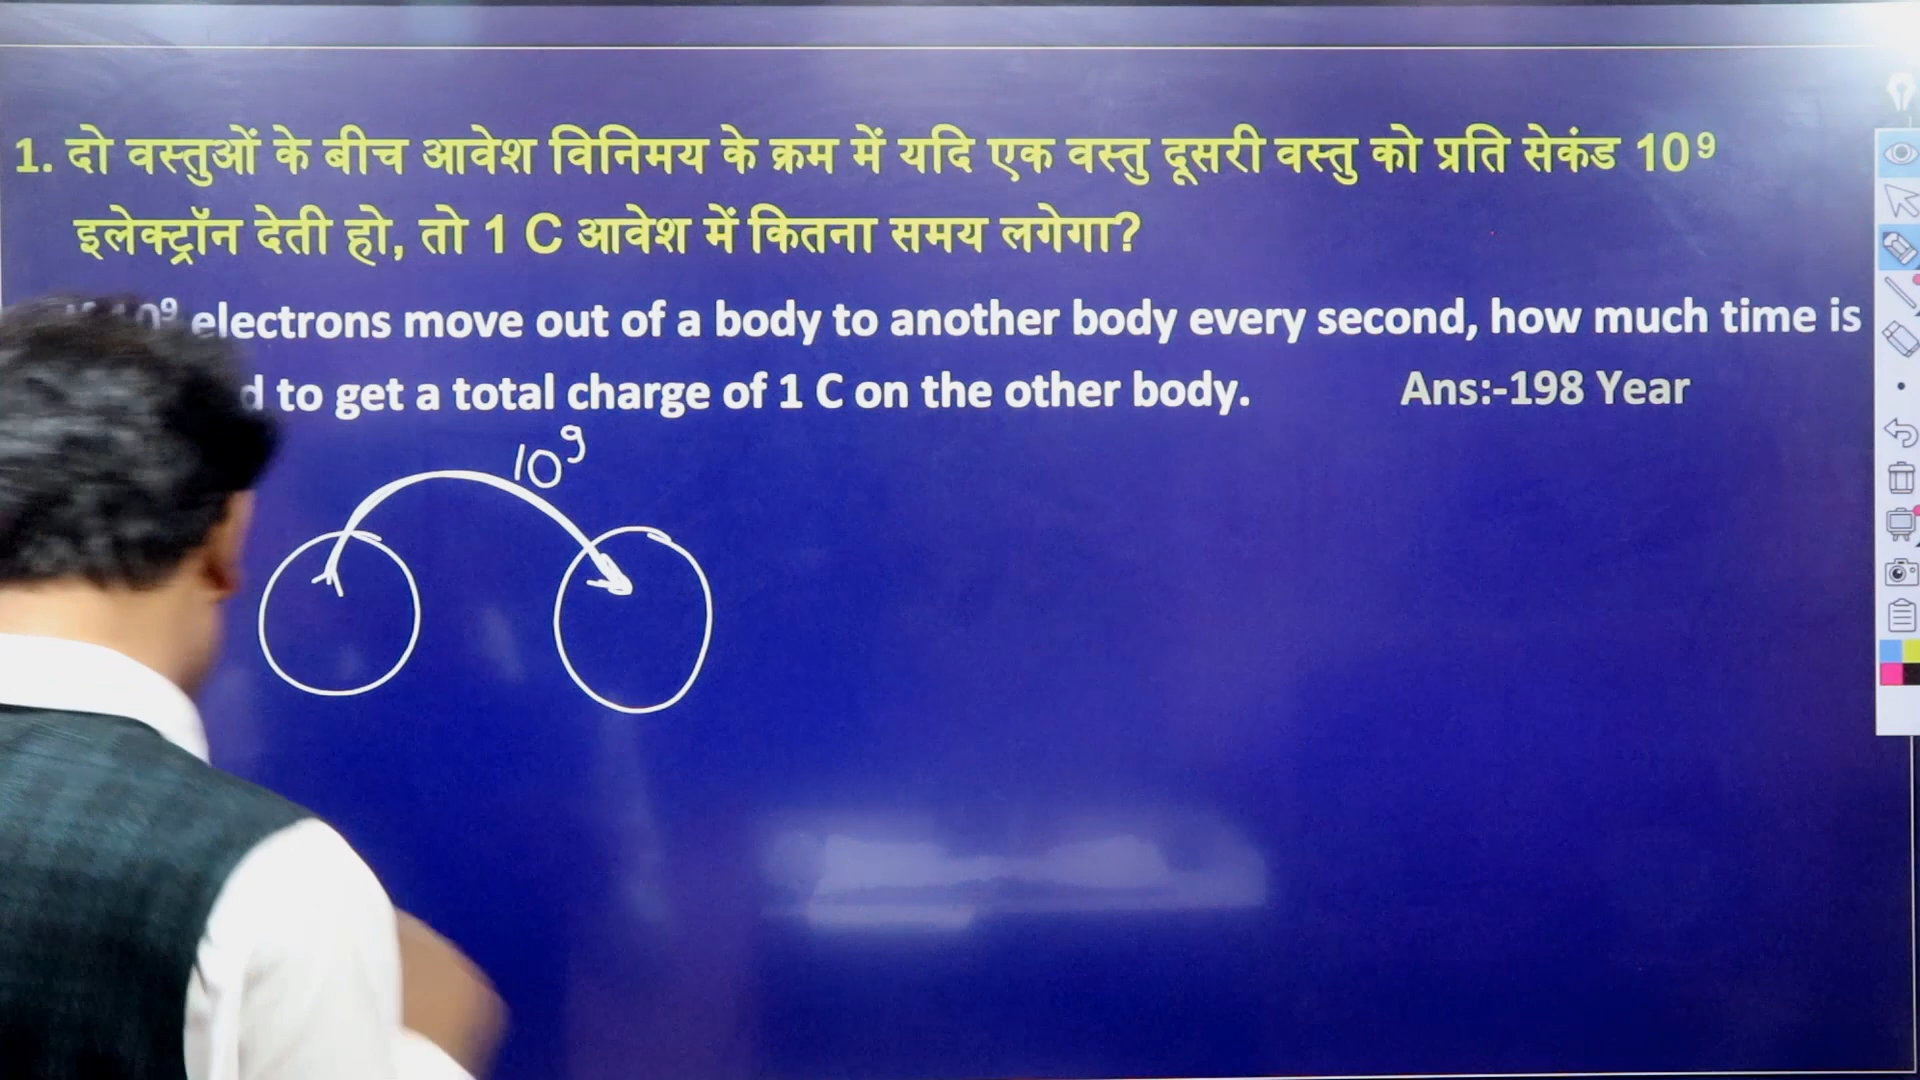 1. दो वस्तुओं के बीच आवेश विनिमय के क्रम में यदि एक वस्तु दूसरी वस्तु को प्रति सेकंड 10⁹
इलेक्ट्रॉन देती हो, तो 1 C आवेश में कितना समय लगेगा?
electrons move out of a body to another body every second, how much time is
to get a total charge of 1 C on the other body. Ans:-198 Year
10⁹